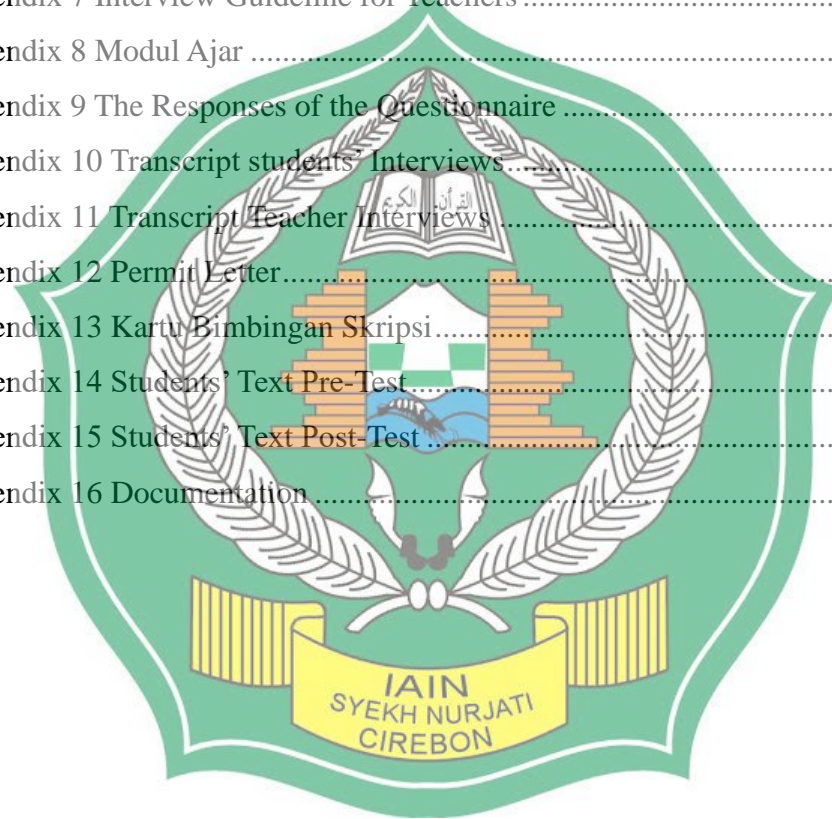 endix 7 Interview Guideline for Teachers ........................................
endix 8 Modul Ajar ........................................
endix 9 The Responses of the Questionnaire ........................................
endix 10 Transcript students' Interviews ........................................
endix 11 Transcript Teacher Interviews ........................................
endix 12 Permit Letter ........................................
endix 13 Kartu Bimbingan Skripsi ........................................
endix 14 Students' Text Pre-Test ........................................
endix 15 Students' Text Post-Test ........................................
endix 16 Documentation ........................................
القرآن الكريم
IAIN
SYEKH NURJATI
CIREBON